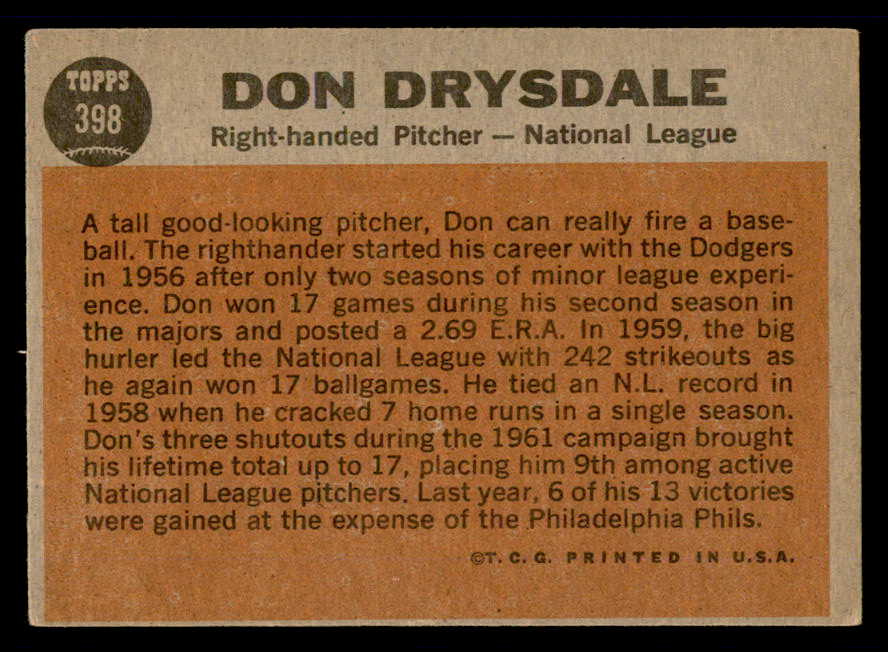 TOPPS
398
DON DRYSDALE
Right-handed Pitcher — National League
A tall good-looking pitcher, Don can really fire a base-
ball. The righthander started his career with the Dodgers
in 1956 after only two seasons of minor league experi-
ence. Don won 17 games during his second season in
the majors and posted a 2.69 E.R.A. In 1959, the big
hurler led the National League with 242 strikeouts as
he again won 17 ballgames. He tied an N.L. record in
1958 when he cracked 7 home runs in a single season.
Don's three shutouts during the 1961 campaign brought
his lifetime total up to 17, placing him 9th among active
National League pitchers. Last year, 6 of his 13 victories
were gained at the expense of the Philadelphia Phils.
©T. C. G. PRINTED IN U.S.A.